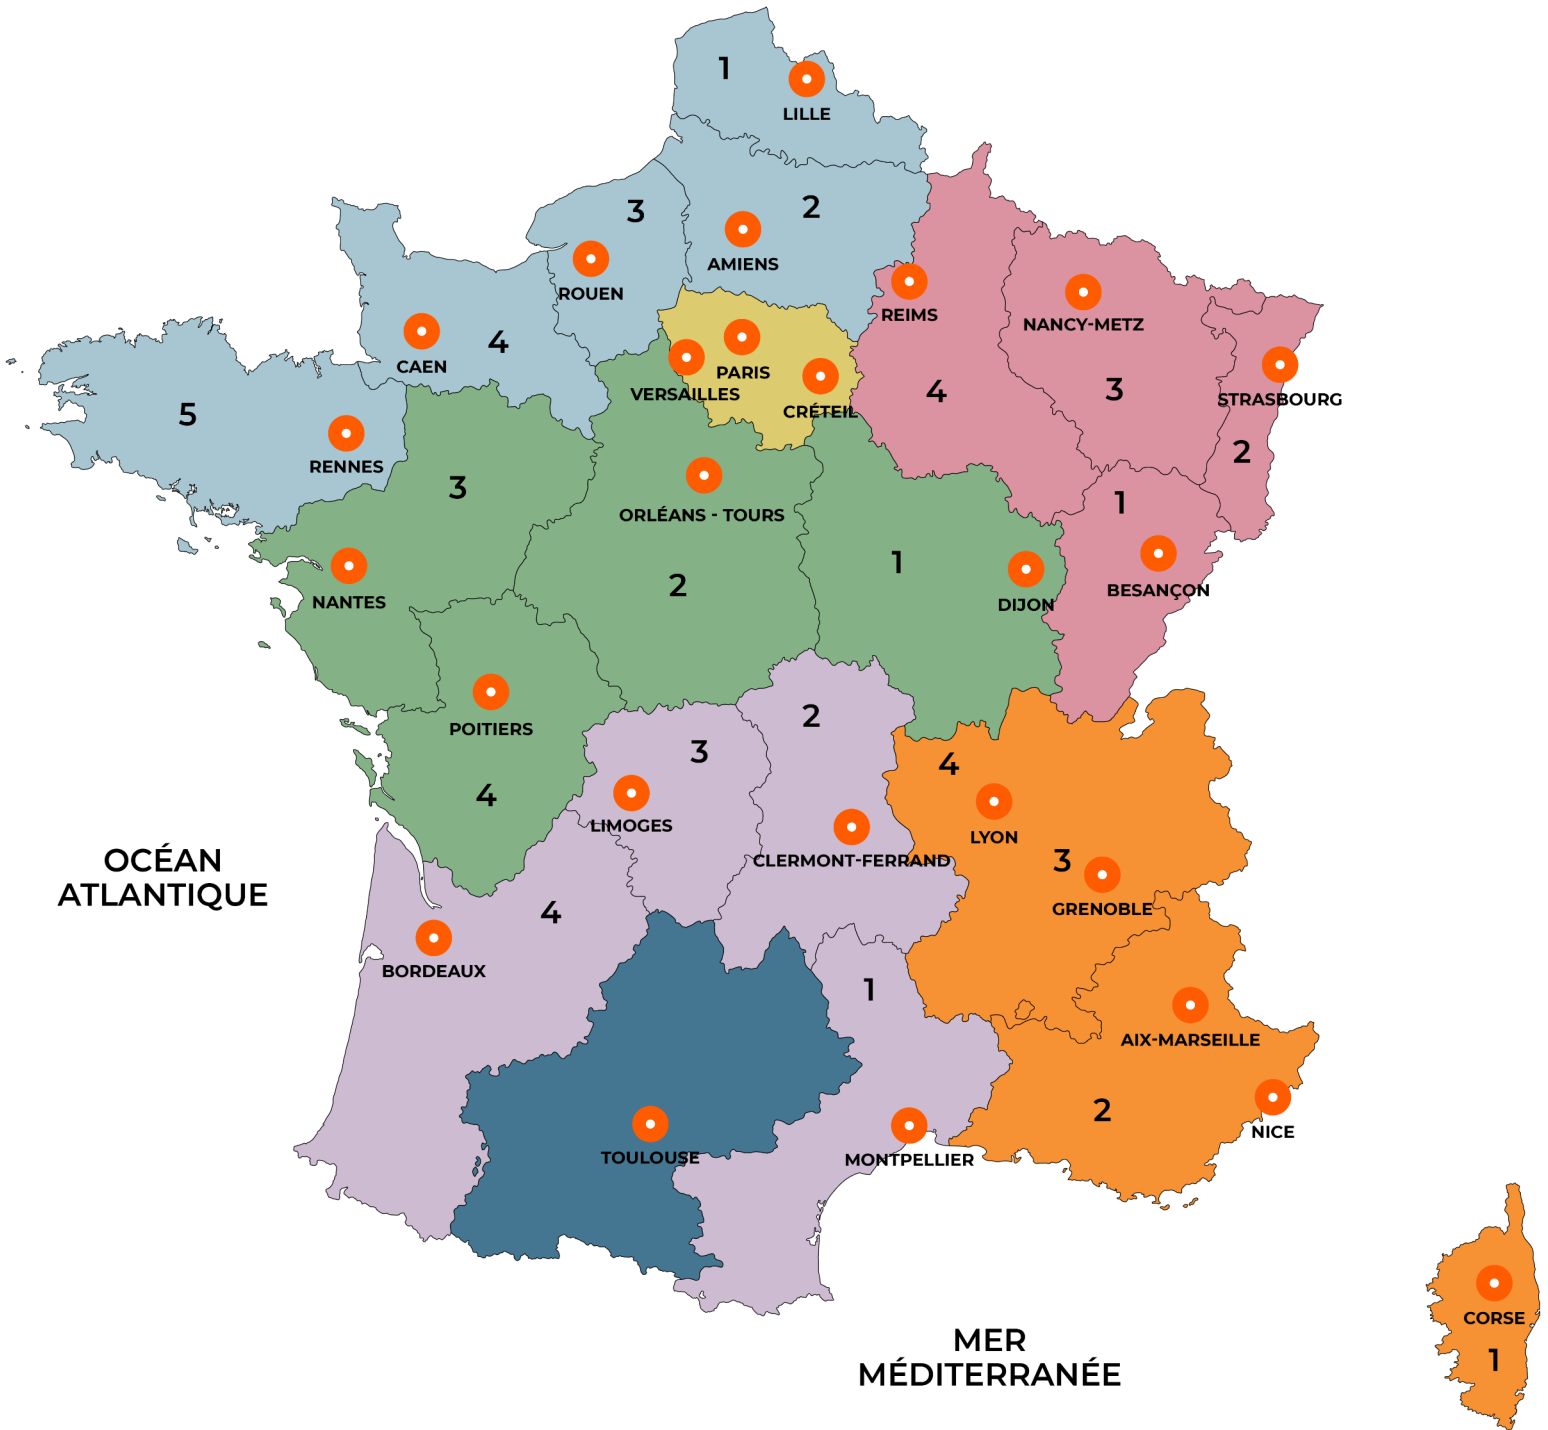 1
LILLE
3
2
AMIENS
ROUEN
REIMS
NANCY-METZ
4
CAEN
PARIS
VERSAILLES
CRÉTEIL
4
3
STRASBOURG
5
RENNES
2
3
ORLÉANS - TOURS
1
1
2
DIJON
BESANÇON
NANTES
POITIERS
2
3
4
4
LIMOGES
LYON
CLERMONT-FERRAND
3
GRENOBLE
OCÉAN
ATLANTIQUE
4
BORDEAUX
1
AIX-MARSEILLE
2
NICE
TOULOUSE
MONTPELLIER
CORSE
1
MER
MÉDITERRANÉE